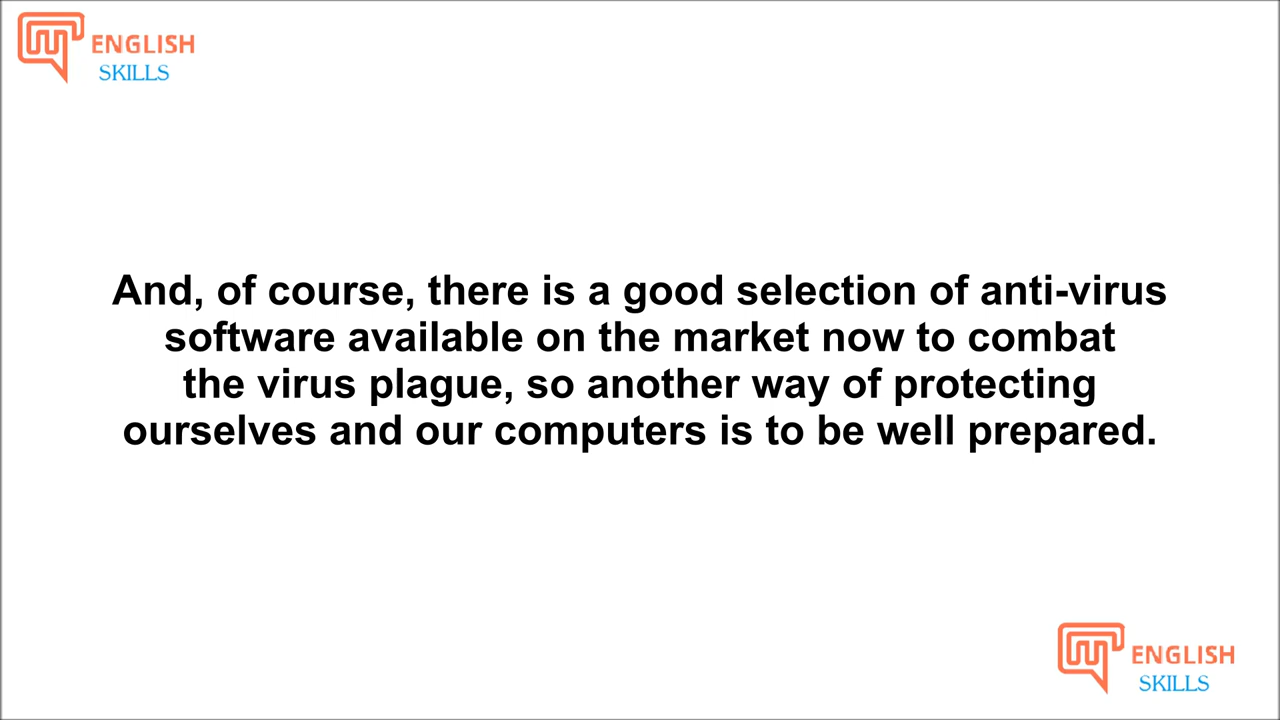 ENGLISH
SKILLS
And, of course, there is a good selection of anti-virus
software available on the market now to combat
the virus plague, so another way of protecting
ourselves and our computers is to be well prepared.
ENGLISH
SKILLS